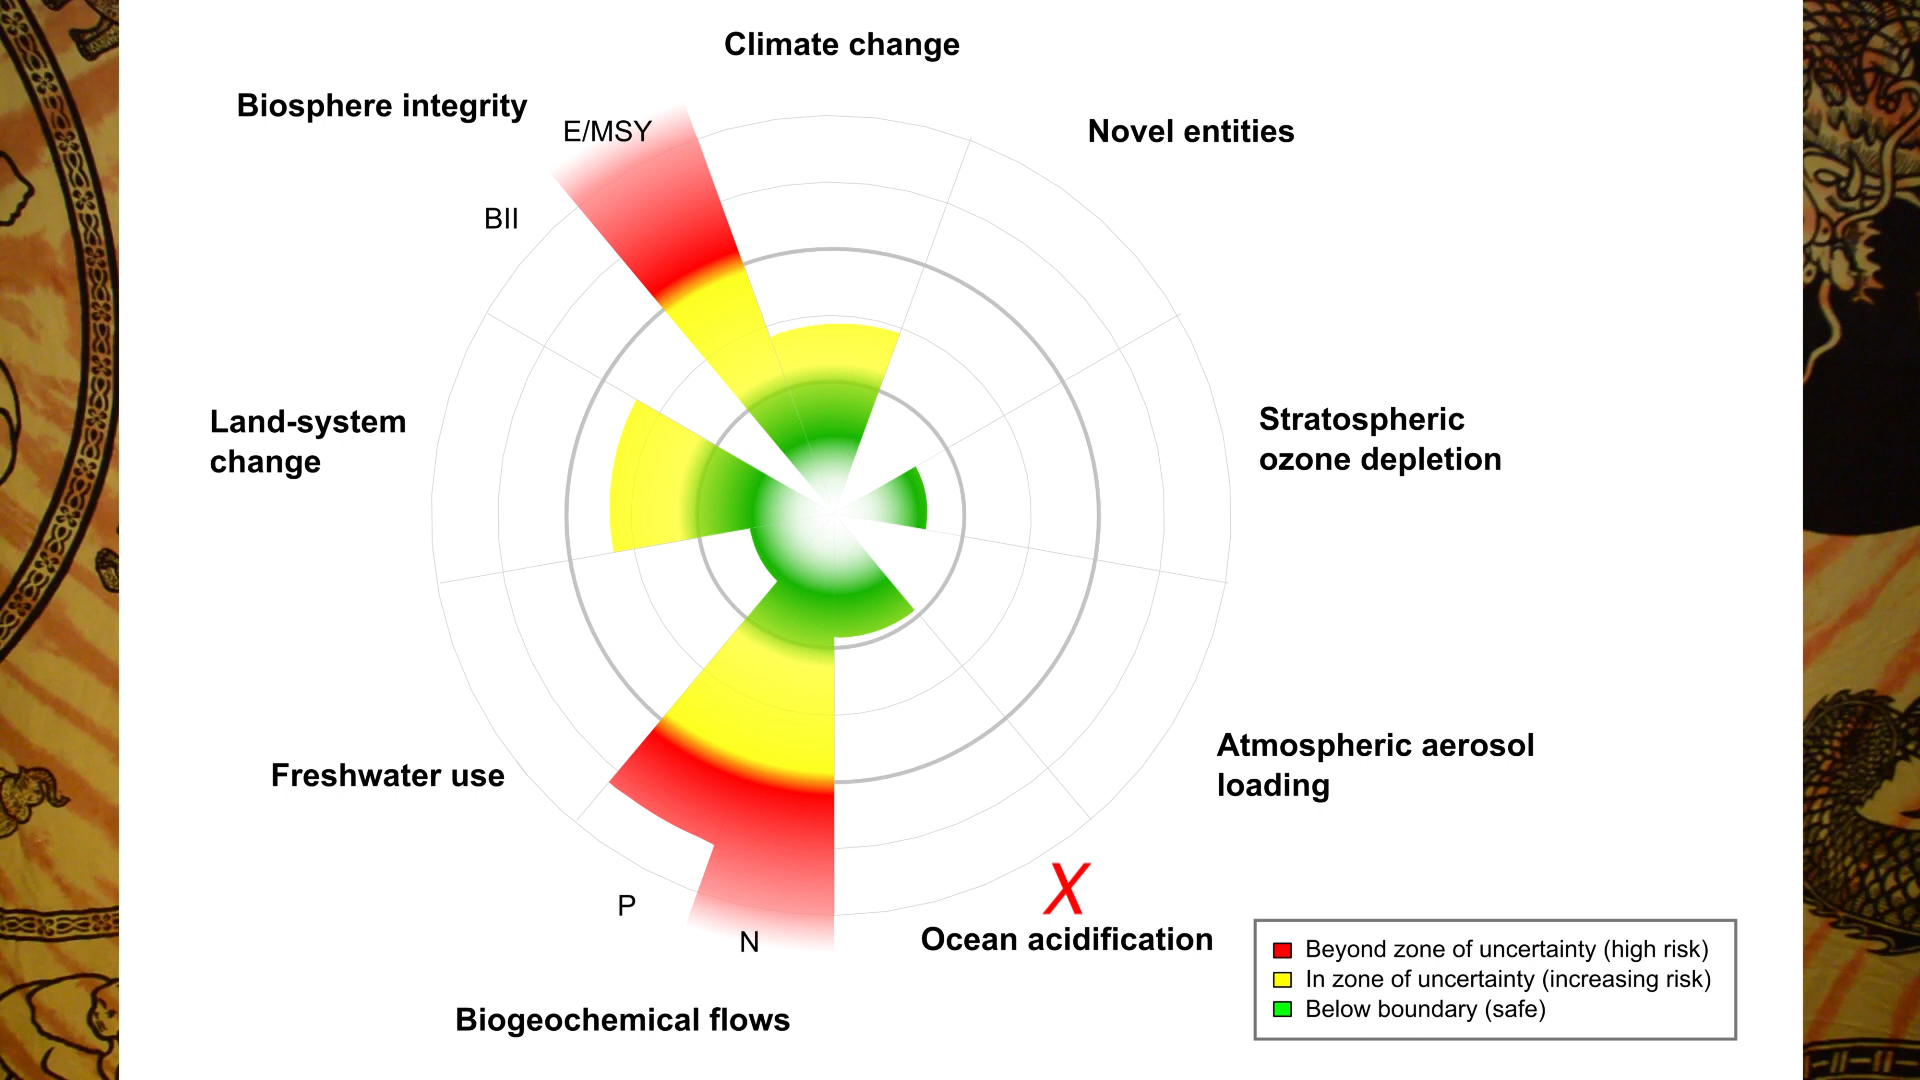 Climate change
Biosphere integrity
E/MSY
Novel entities
BII
Land-system
change
Stratospheric
ozone depletion
Freshwater use
Atmospheric aerosol
loading
P
N
X
Ocean acidification
Biogeochemical flows
Beyond zone of uncertainty (high risk)
In zone of uncertainty (increasing risk)
Below boundary (safe)